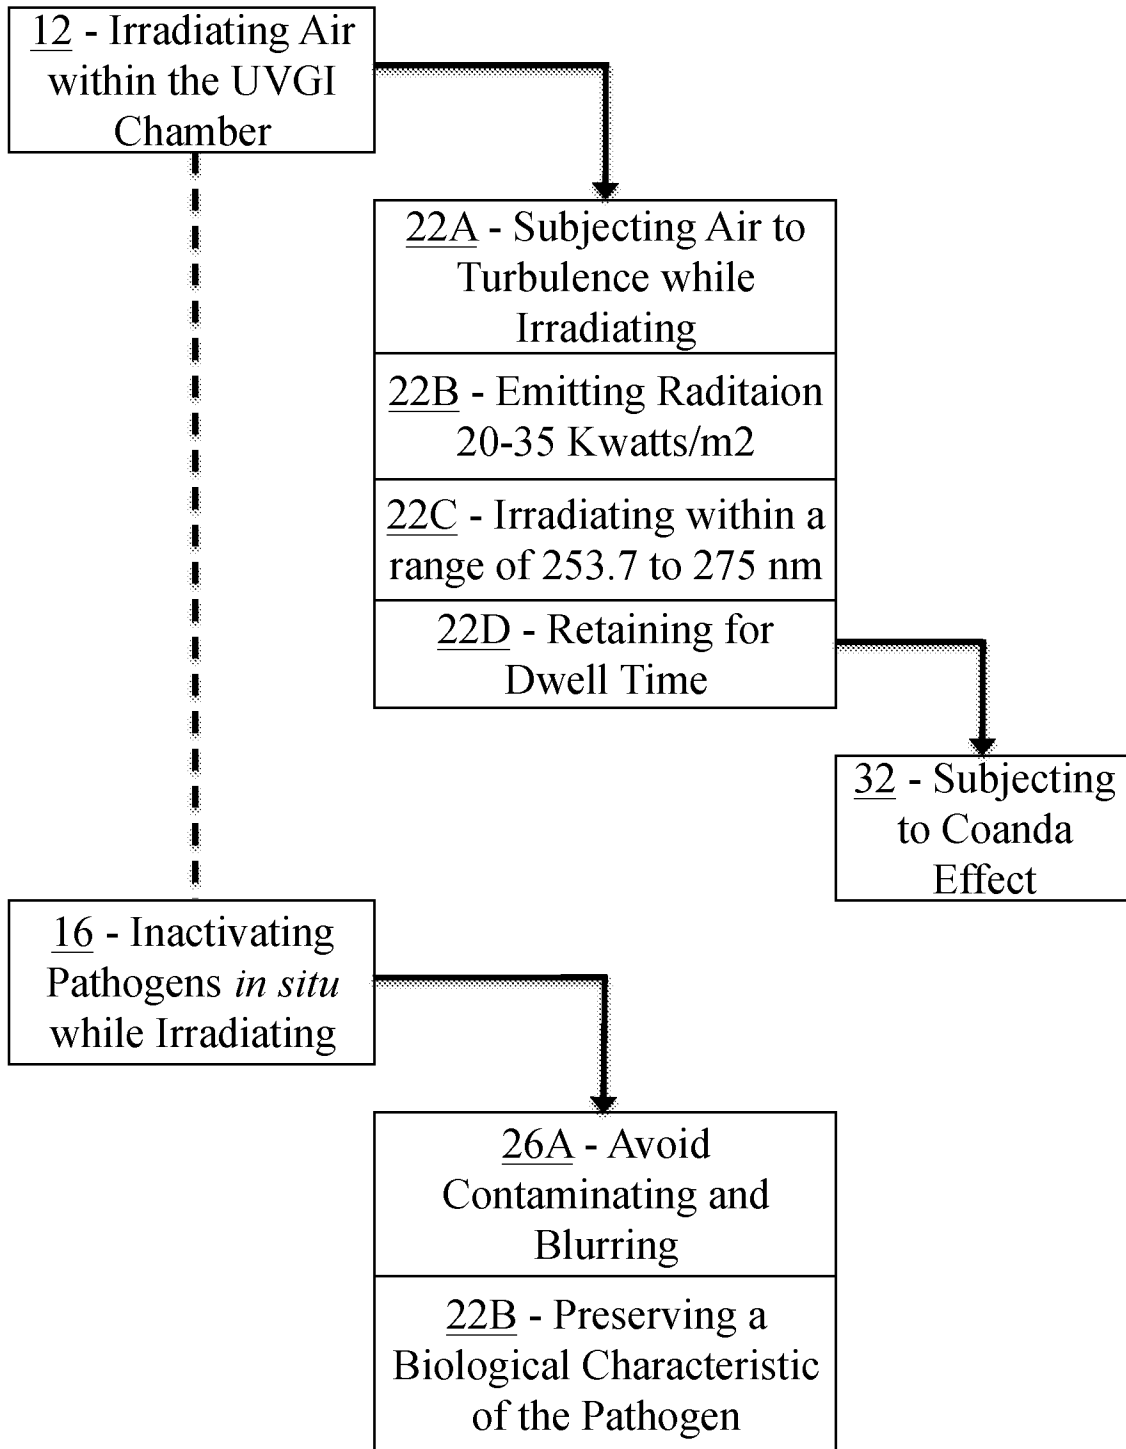 12 - Irradiating Air
within the UVGI
Chamber
22A - Subjecting Air to
Turbulence while
Irradiating
22B - Emitting Raditaion
20-35 Kwatts/m2
22C - Irradiating within a
range of 253.7 to 275 nm
22D - Retaining for
Dwell Time
32 - Subjecting
to Coanda
Effect
16 - Inactivating
Pathogens in situ
while Irradiating
26A - Avoid
Contaminating and
Blurring
22B - Preserving a
Biological Characteristic
of the Pathogen